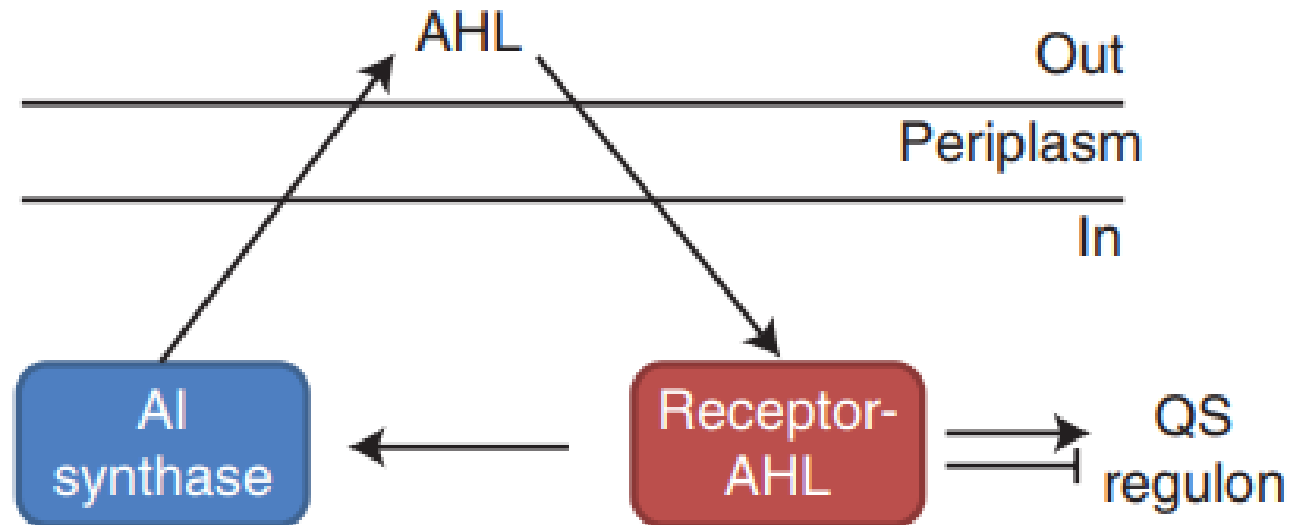 AHL
Out
Periplasm
In
AI
synthase
Receptor-
AHL
QS
regulon